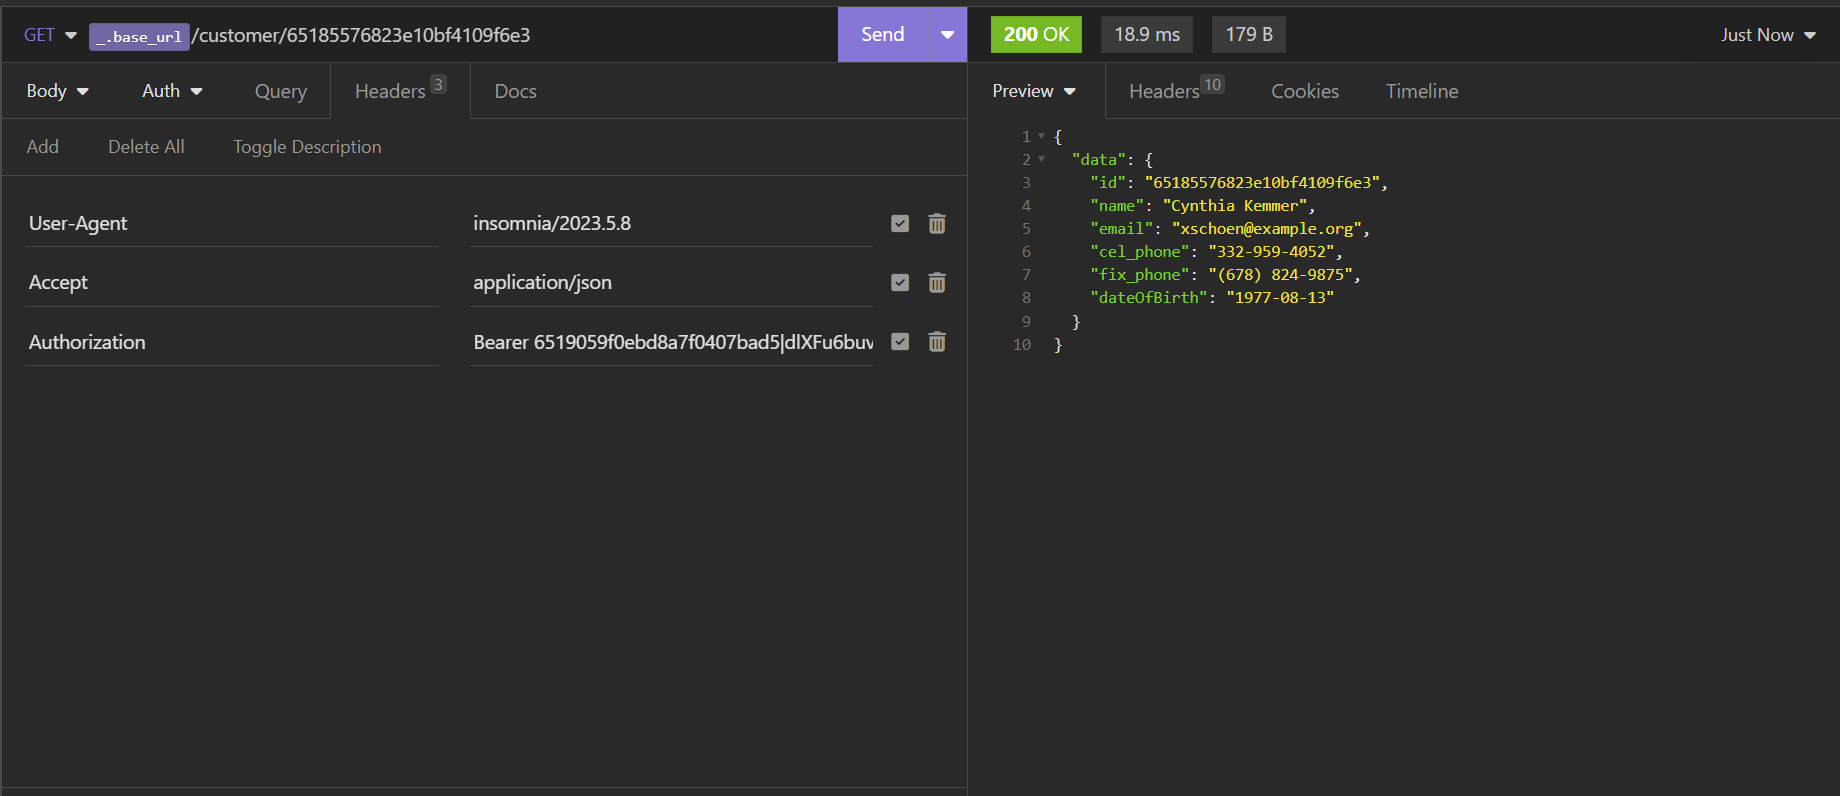 GET _.base_url/customer/65185576823e10bf4109f6e3 Send
Body Auth Query Headers 3 Docs
Add Delete All Toggle Description
User-Agent insomnia/2023.5.8
Accept application/json
Authorization Bearer 6519059f0ebd8a7f0407bad5|dlXFu6buv
200 OK 18.9 ms 179 B Just Now
Preview Headers 10 Cookies Timeline
1 {
2 "data": {
3 "id": "65185576823e10bf4109f6e3",
4 "name": "Cynthia Kemmer",
5 "email": "xschoen@example.org",
6 "cel_phone": "332-959-4052",
7 "fix_phone": "(678) 824-9875",
8 "dateOfBirth": "1977-08-13"
9 }
10 }